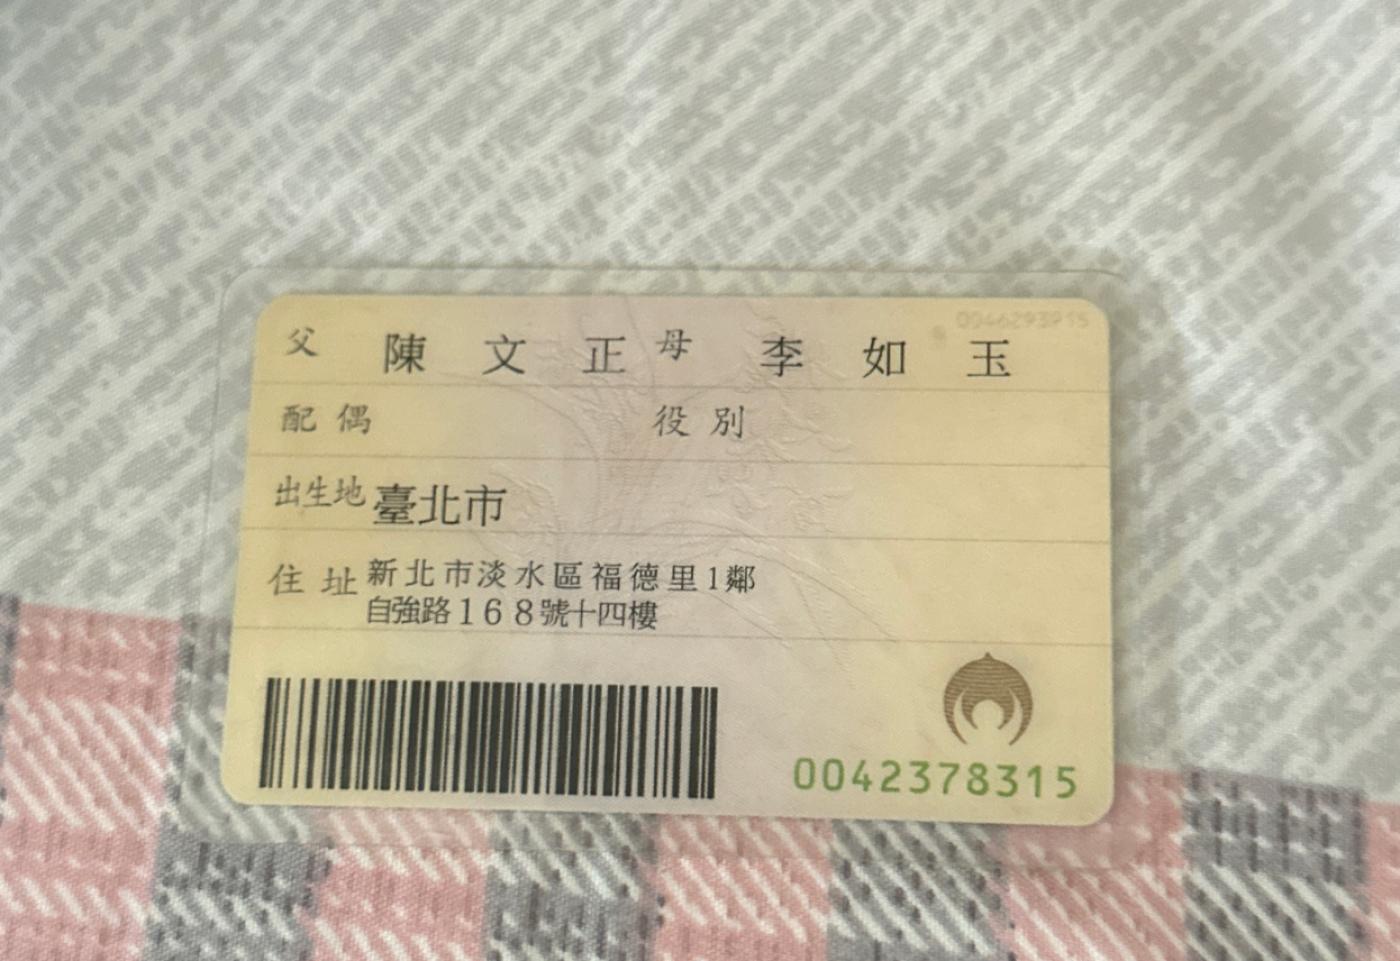 父 陳文正 母 李如玉
配偶 役別
出生地 臺北市
住址 新北市淡水區福德里1鄰
自強路168號十四樓
0042378315